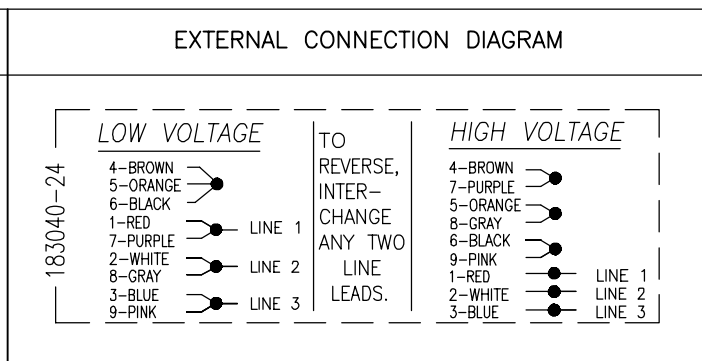 EXTERNAL CONNECTION DIAGRAM
183040-24
LOW VOLTAGE
4-BROWN
5-ORANGE
6-BLACK
1-RED
7-PURPLE
LINE 1
2-WHITE
8-GRAY
LINE 2
3-BLUE
9-PINK
LINE 3
TO
REVERSE,
INTER-
CHANGE
ANY TWO
LINE
LEADS.
HIGH VOLTAGE
4-BROWN
7-PURPLE
5-ORANGE
8-GRAY
6-BLACK
9-PINK
1-RED LINE 1
2-WHITE LINE 2
3-BLUE LINE 3